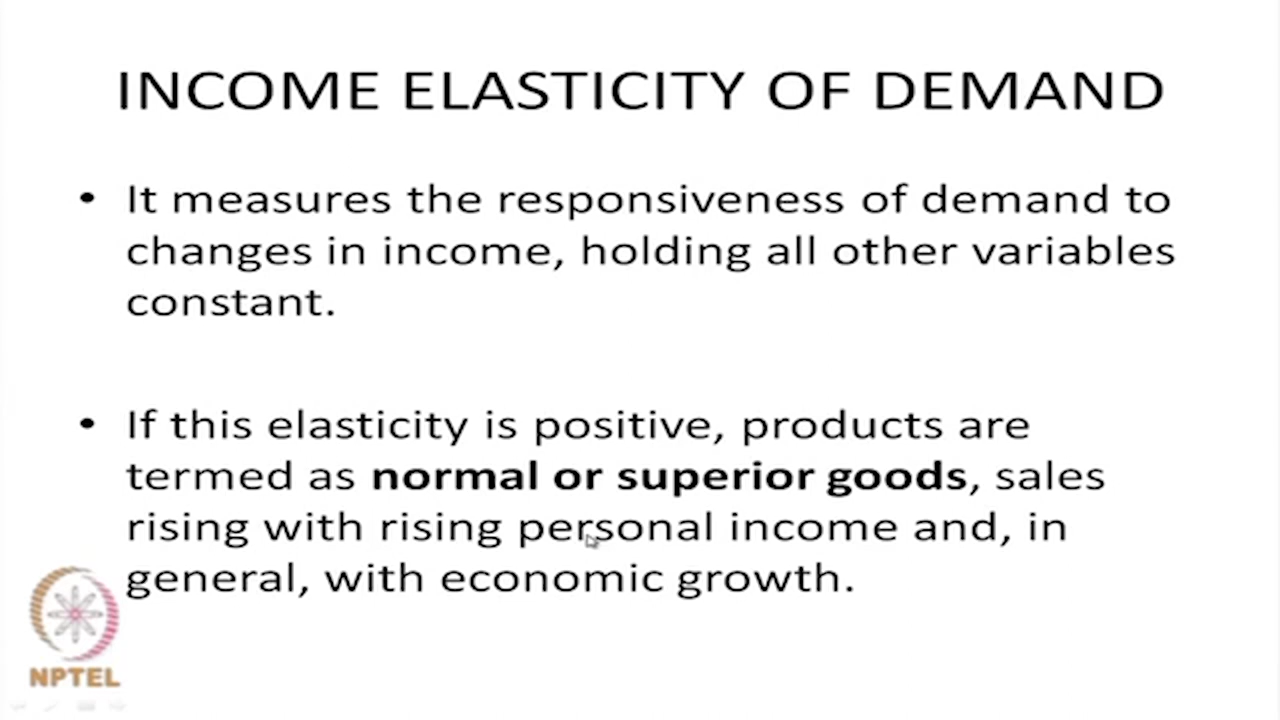 INCOME ELASTICITY OF DEMAND
• It measures the responsiveness of demand to
changes in income, holding all other variables
constant.
• If this elasticity is positive, products are
termed as normal or superior goods, sales
rising with rising personal income and, in
general, with economic growth.
NPTEL